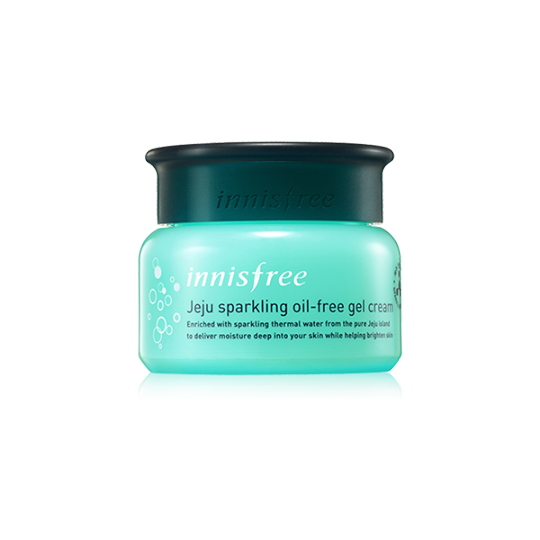 innisfree
innisfree
Jeju sparkling oil-free gel cream
Enriched with sparkling thermal water from the pure Jeju island
to deliver moisture deep into your skin while helping brighten skin